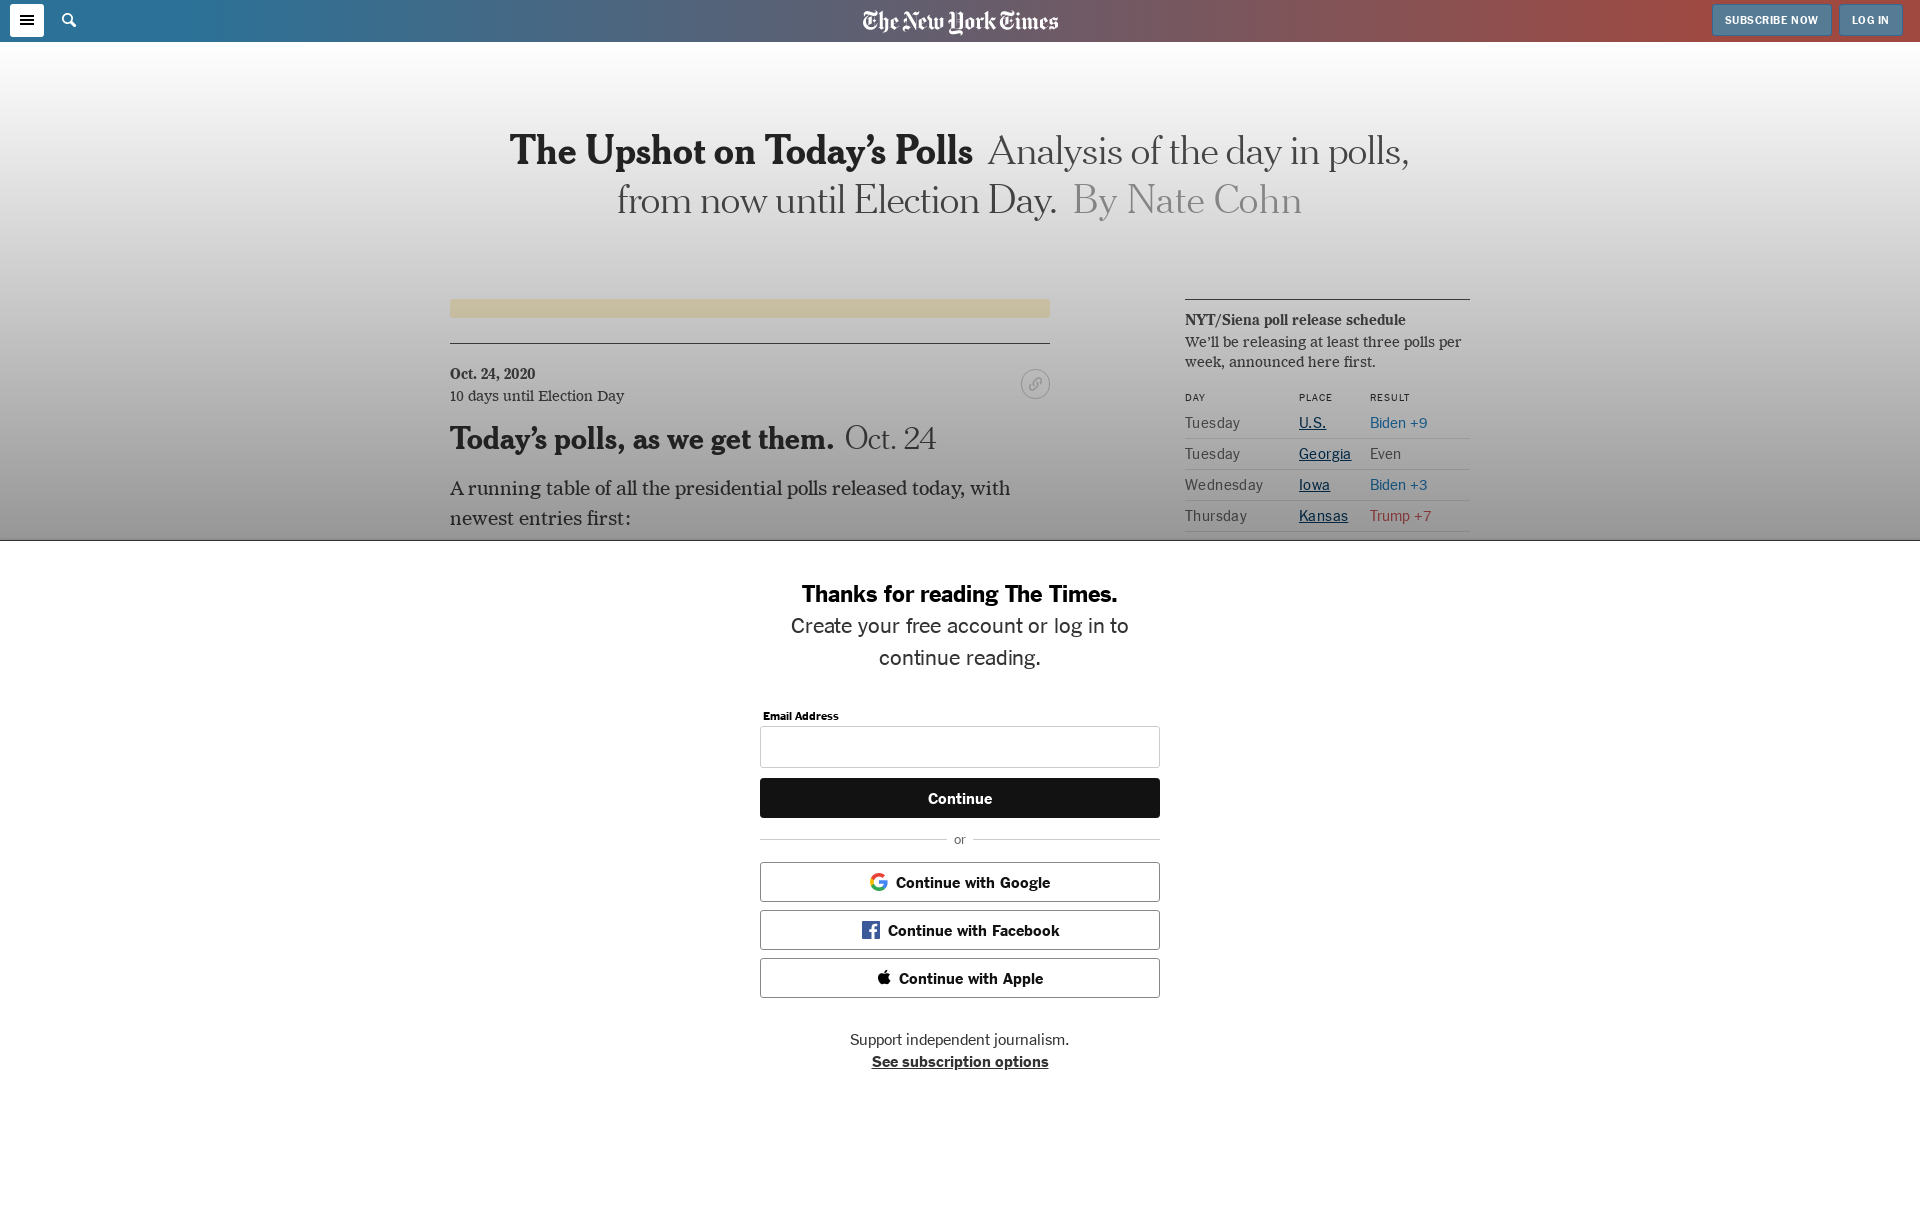 The New York Times
SUBSCRIBE NOW
LOG IN
The Upshot on Today’s Polls Analysis of the day in polls,
from now until Election Day. By Nate Cohn
Oct. 24, 2020
10 days until Election Day
Today’s polls, as we get them. Oct. 24
A running table of all the presidential polls released today, with
newest entries first:
NYT/Siena poll release schedule
We’ll be releasing at least three polls per
week, announced here first.
DAY PLACE RESULT
Tuesday U.S. Biden +9
Tuesday Georgia Even
Wednesday Iowa Biden +3
Thursday Kansas Trump +7
Thanks for reading The Times.
Create your free account or log in to
continue reading.
Email Address
Continue
or
Continue with Google
Continue with Facebook
Continue with Apple
Support independent journalism.
See subscription options